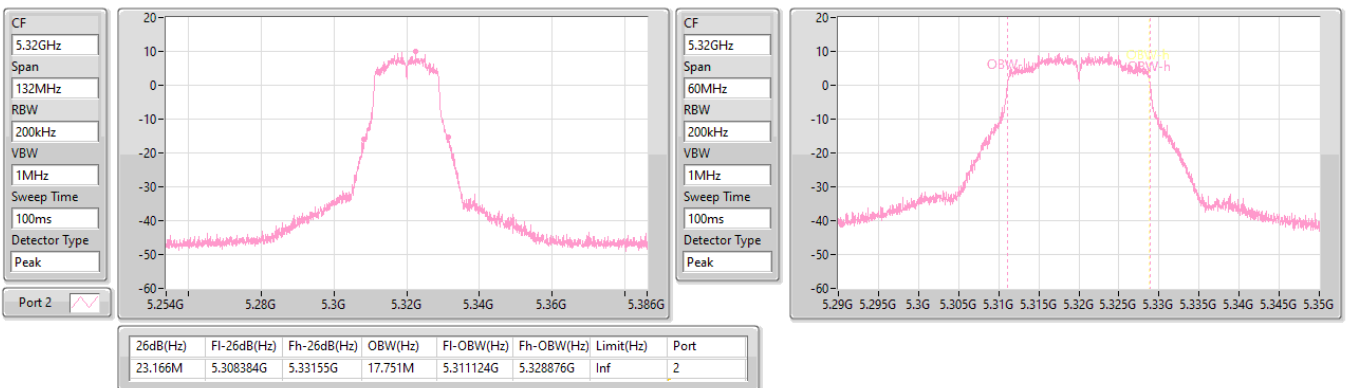 CF
5.32GHz
Span
132MHz
RBW
200kHz
VBW
1MHz
Sweep Time
100ms
Detector Type
Peak
Port 2
20
10
0
-10
-20
-30
-40
-50
-60
5.254G 5.28G 5.3G 5.32G 5.34G 5.36G 5.386G
CF
5.32GHz
Span
60MHz
RBW
200kHz
VBW
1MHz
Sweep Time
100ms
Detector Type
Peak
20
10
0
-10
-20
-30
-40
-50
-60
OBW-h
5.29G 5.295G 5.3G 5.305G 5.31G 5.315G 5.32G 5.325G 5.33G 5.335G 5.34G 5.345G 5.35G
26dB(Hz) Fl-26dB(Hz) Fh-26dB(Hz) OBW(Hz) Fl-OBW(Hz) Fh-OBW(Hz) Limit(Hz) Port
23.166M 5.308384G 5.33155G 17.751M 5.311124G 5.328876G Inf 2